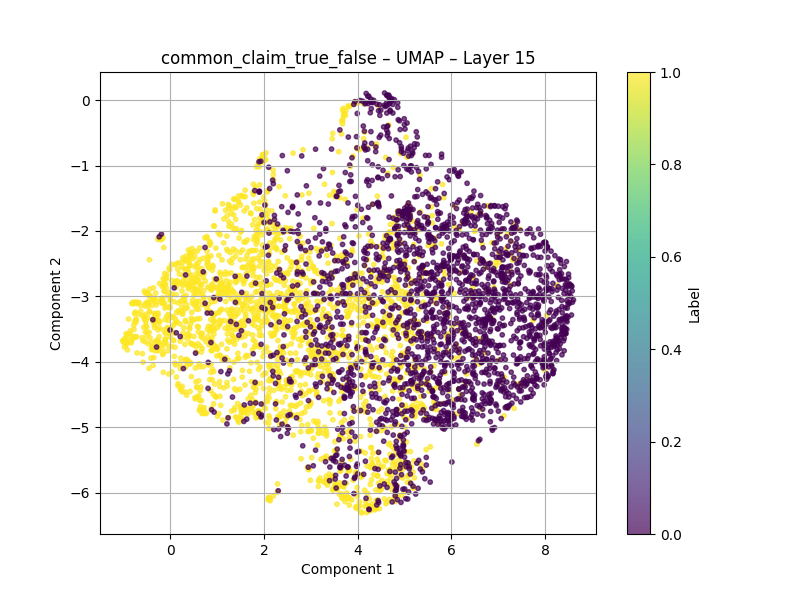 common_claim_true_false – UMAP – Layer 15
0
−1
−2
−3
−4
−5
−6
Component 2
0 2 4 6 8
Component 1
1.0
0.8
0.6
0.4
0.2
0.0
Label